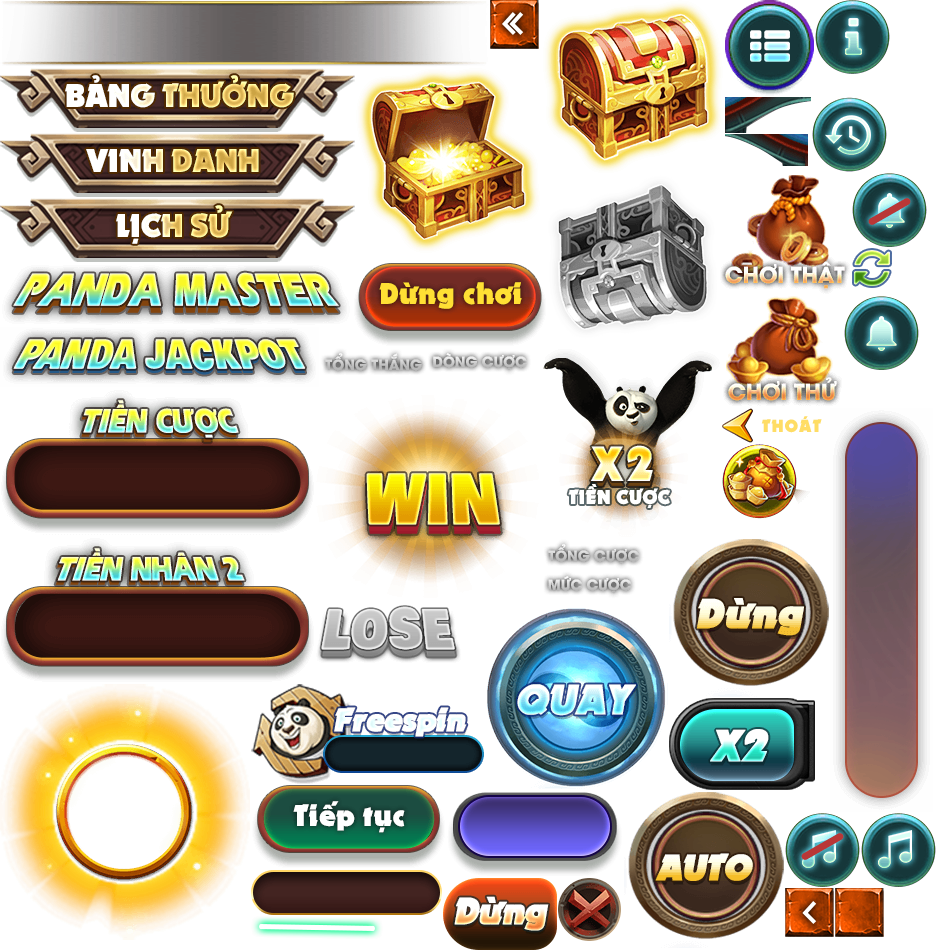 BẢNG THƯỞNG
VINH DANH
LỊCH SỬ
PANDA MASTER
Dừng chơi
CHƠI THẬT
PANDA JACKPOT
TỔNG THẮNG
DÒNG CƯỢC
CHƠI THỬ
TIỀN CƯỢC
THOÁT
X2
TIỀN CƯỢC
WIN
TỔNG CƯỢC
MỨC CƯỢC
TIỀN NHÂN 2
LOSE
Dừng
QUAY
Freespin
X2
Tiếp tục
AUTO
Dừng